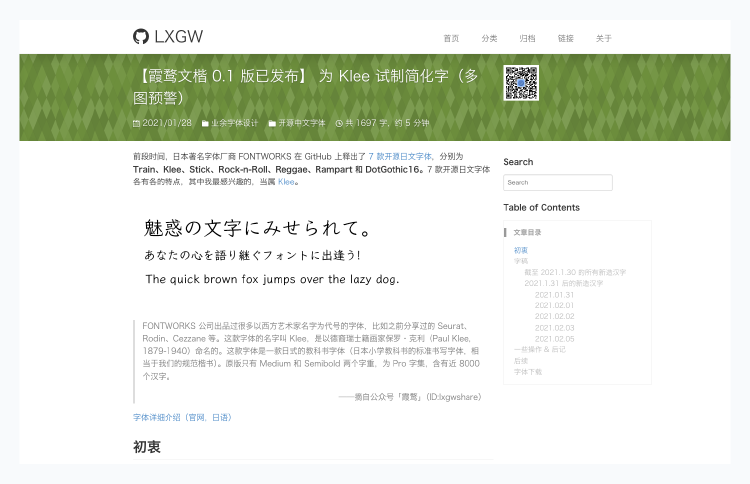 LXGW
首页 分类 归档 链接 关于
【霞鹜文楷 0.1 版已发布】 为 Klee 试制简化字（多
图预警）
2021/01/28 业余字体设计 开源中文字体 共 1697 字，约 5 分钟
前段时间，日本著名字体厂商 FONTWORKS 在 GitHub 上释出了 7 款开源日文字体，分别为
Train、Klee、Stick、Rock-n-Roll、Reggae、Rampart 和 DotGothic16。7 款开源日文字体
各有各的特点，其中我最感兴趣的，当属 Klee。
魅惑の文字にみせられて。
あなたの心を語り継ぐフォントに出逢う!
The quick brown fox jumps over the lazy dog.
FONTWORKS 公司出品过很多以西方艺术家名字为代号的字体，比如之前分享过的 Seurat、
Rodin、Cezzane 等。这款字体的名字叫 Klee，是以德裔瑞士籍画家保罗 - 克利（Paul Klee,
1879-1940）命名的。这款字体是一款日式的教科书字体（日本小学教科书的标准书写字体，相
当于我们的规范楷书）。原版只有 Medium 和 Semibold 两个字重，为 Pro 字集，含有近 8000
个汉字。
——摘自公众号「霞鹜」（ID:lxgwshare）
字体详细介绍（官网，日语）
初衷
Search
Search
Table of Contents
文章目录
初衷
字稿
截至 2021.1.30 的所有新造汉字
2021.1.31 后的新造汉字
2021.01.31
2021.02.01
2021.02.02
2021.02.03
2021.02.05
一些操作 & 后记
后续
字体下载